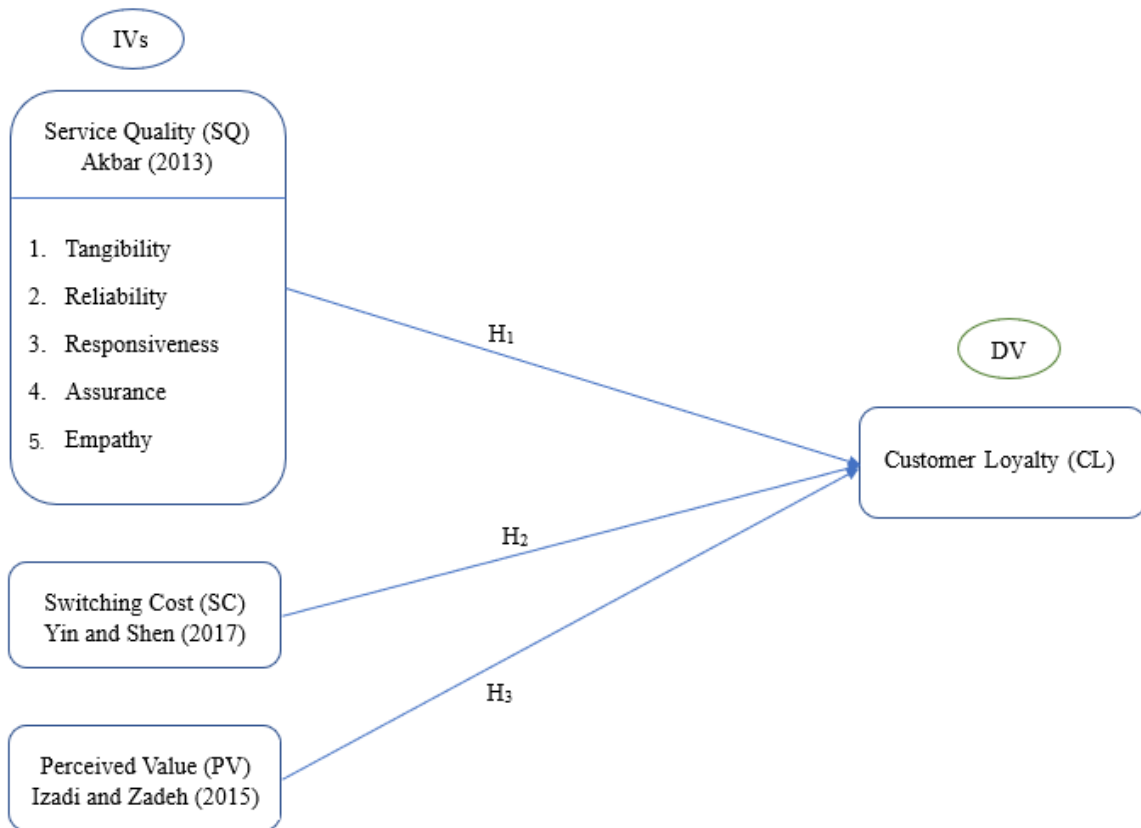 IVs
Service Quality (SQ)
Akbar (2013)
1. Tangibility
2. Reliability
3. Responsiveness
4. Assurance
5. Empathy
H₁
DV
Customer Loyalty (CL)
H₂
Switching Cost (SC)
Yin and Shen (2017)
H₃
Perceived Value (PV)
Izadi and Zadeh (2015)